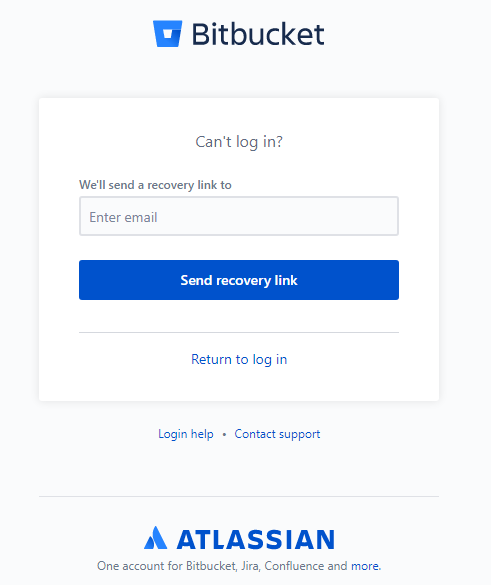 Bitbucket
Can't log in?
We'll send a recovery link to
Enter email
Send recovery link
Return to log in
Login help • Contact support
ATLASSIAN
One account for Bitbucket, Jira, Confluence and more.